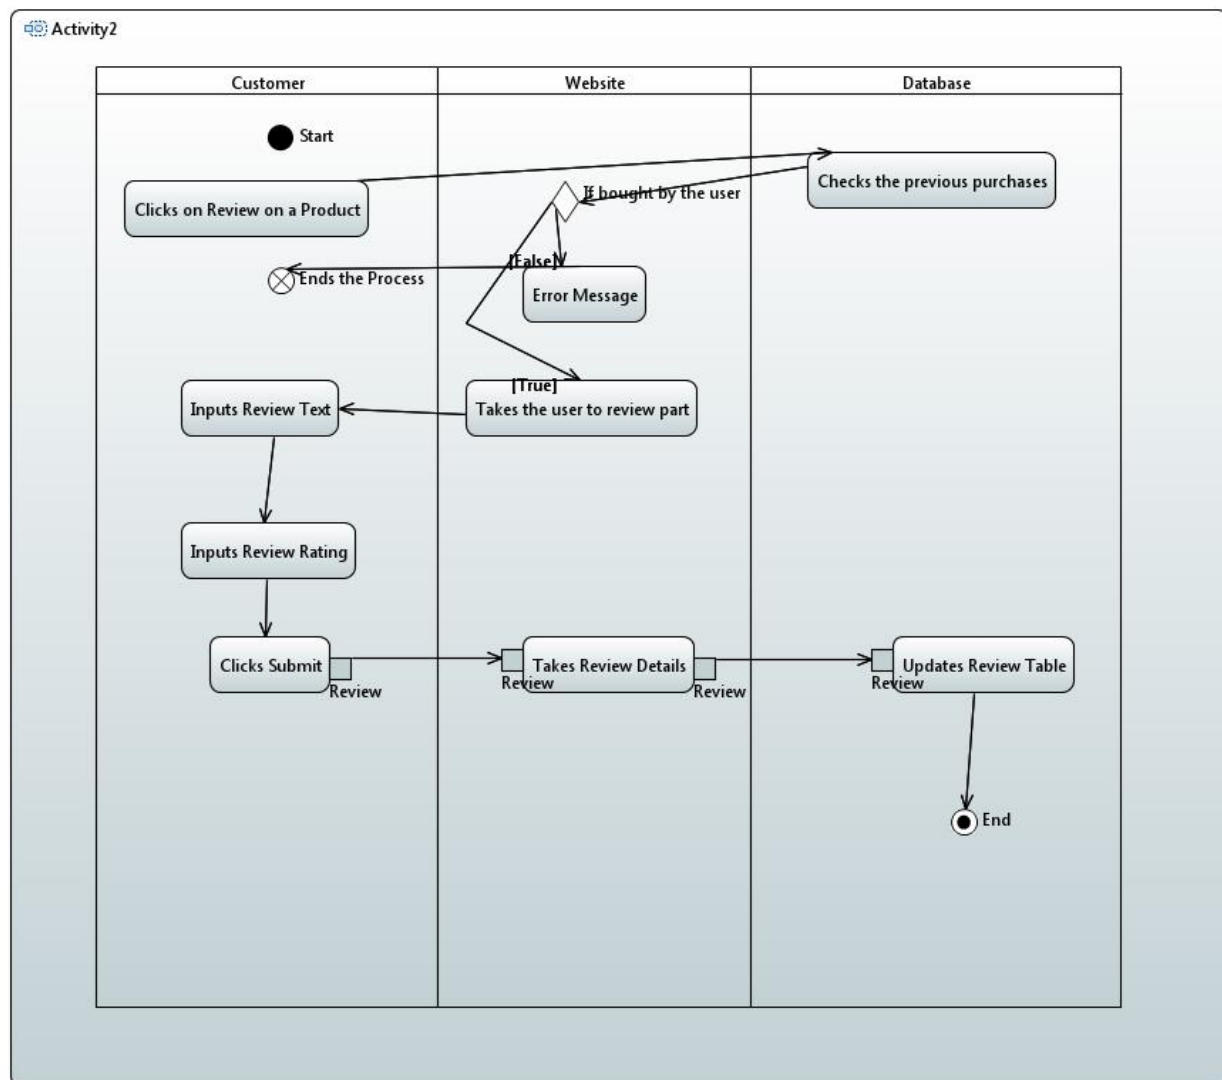 Activity2
Customer
Website
Database
Start
Clicks on Review on a Product
If bought by the user
Checks the previous purchases
[False]
Ends the Process
Error Message
[True]
Inputs Review Text
Takes the user to review part
Inputs Review Rating
Clicks Submit
Review
Takes Review Details
Review
Review
Updates Review Table
Review
End